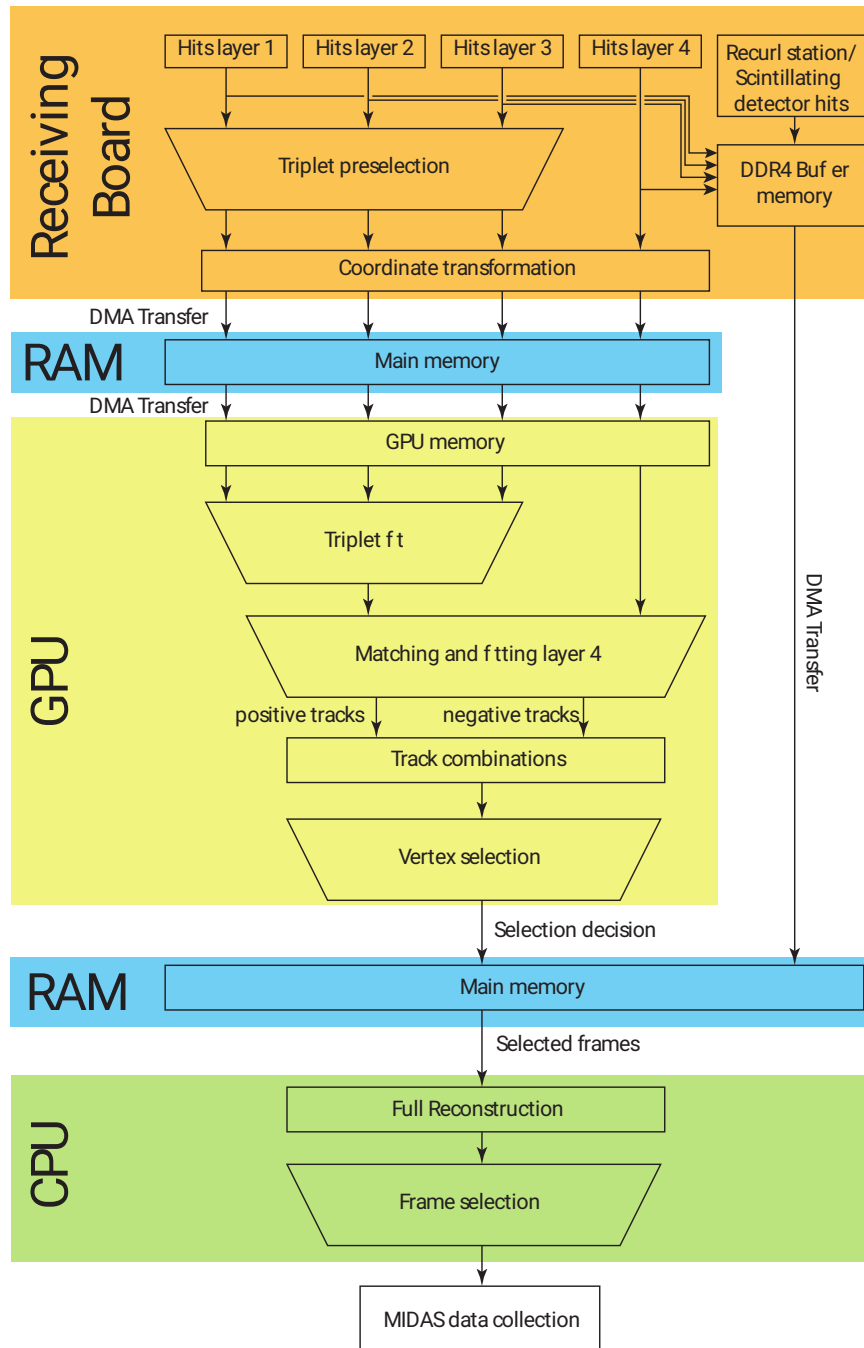 Receiving
Board
Hits layer 1
Hits layer 2
Hits layer 3
Hits layer 4
Recurl station/
Scintillating
detector hits
Triplet preselection
DDR4 Buf er
memory
Coordinate transformation
DMA Transfer
RAM
Main memory
DMA Transfer
GPU
GPU memory
Triplet f t
Matching and f tting layer 4
positive tracks
negative tracks
Track combinations
Vertex selection
DMA Transfer
Selection decision
RAM
Main memory
Selected frames
CPU
Full Reconstruction
Frame selection
MIDAS data collection